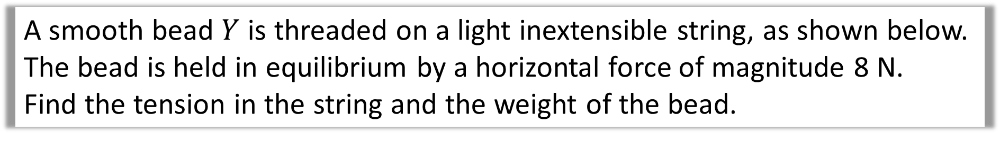 A smooth bead Y is threaded on a light inextensible string, as shown below.
The bead is held in equilibrium by a horizontal force of magnitude 8 N.
Find the tension in the string and the weight of the bead.